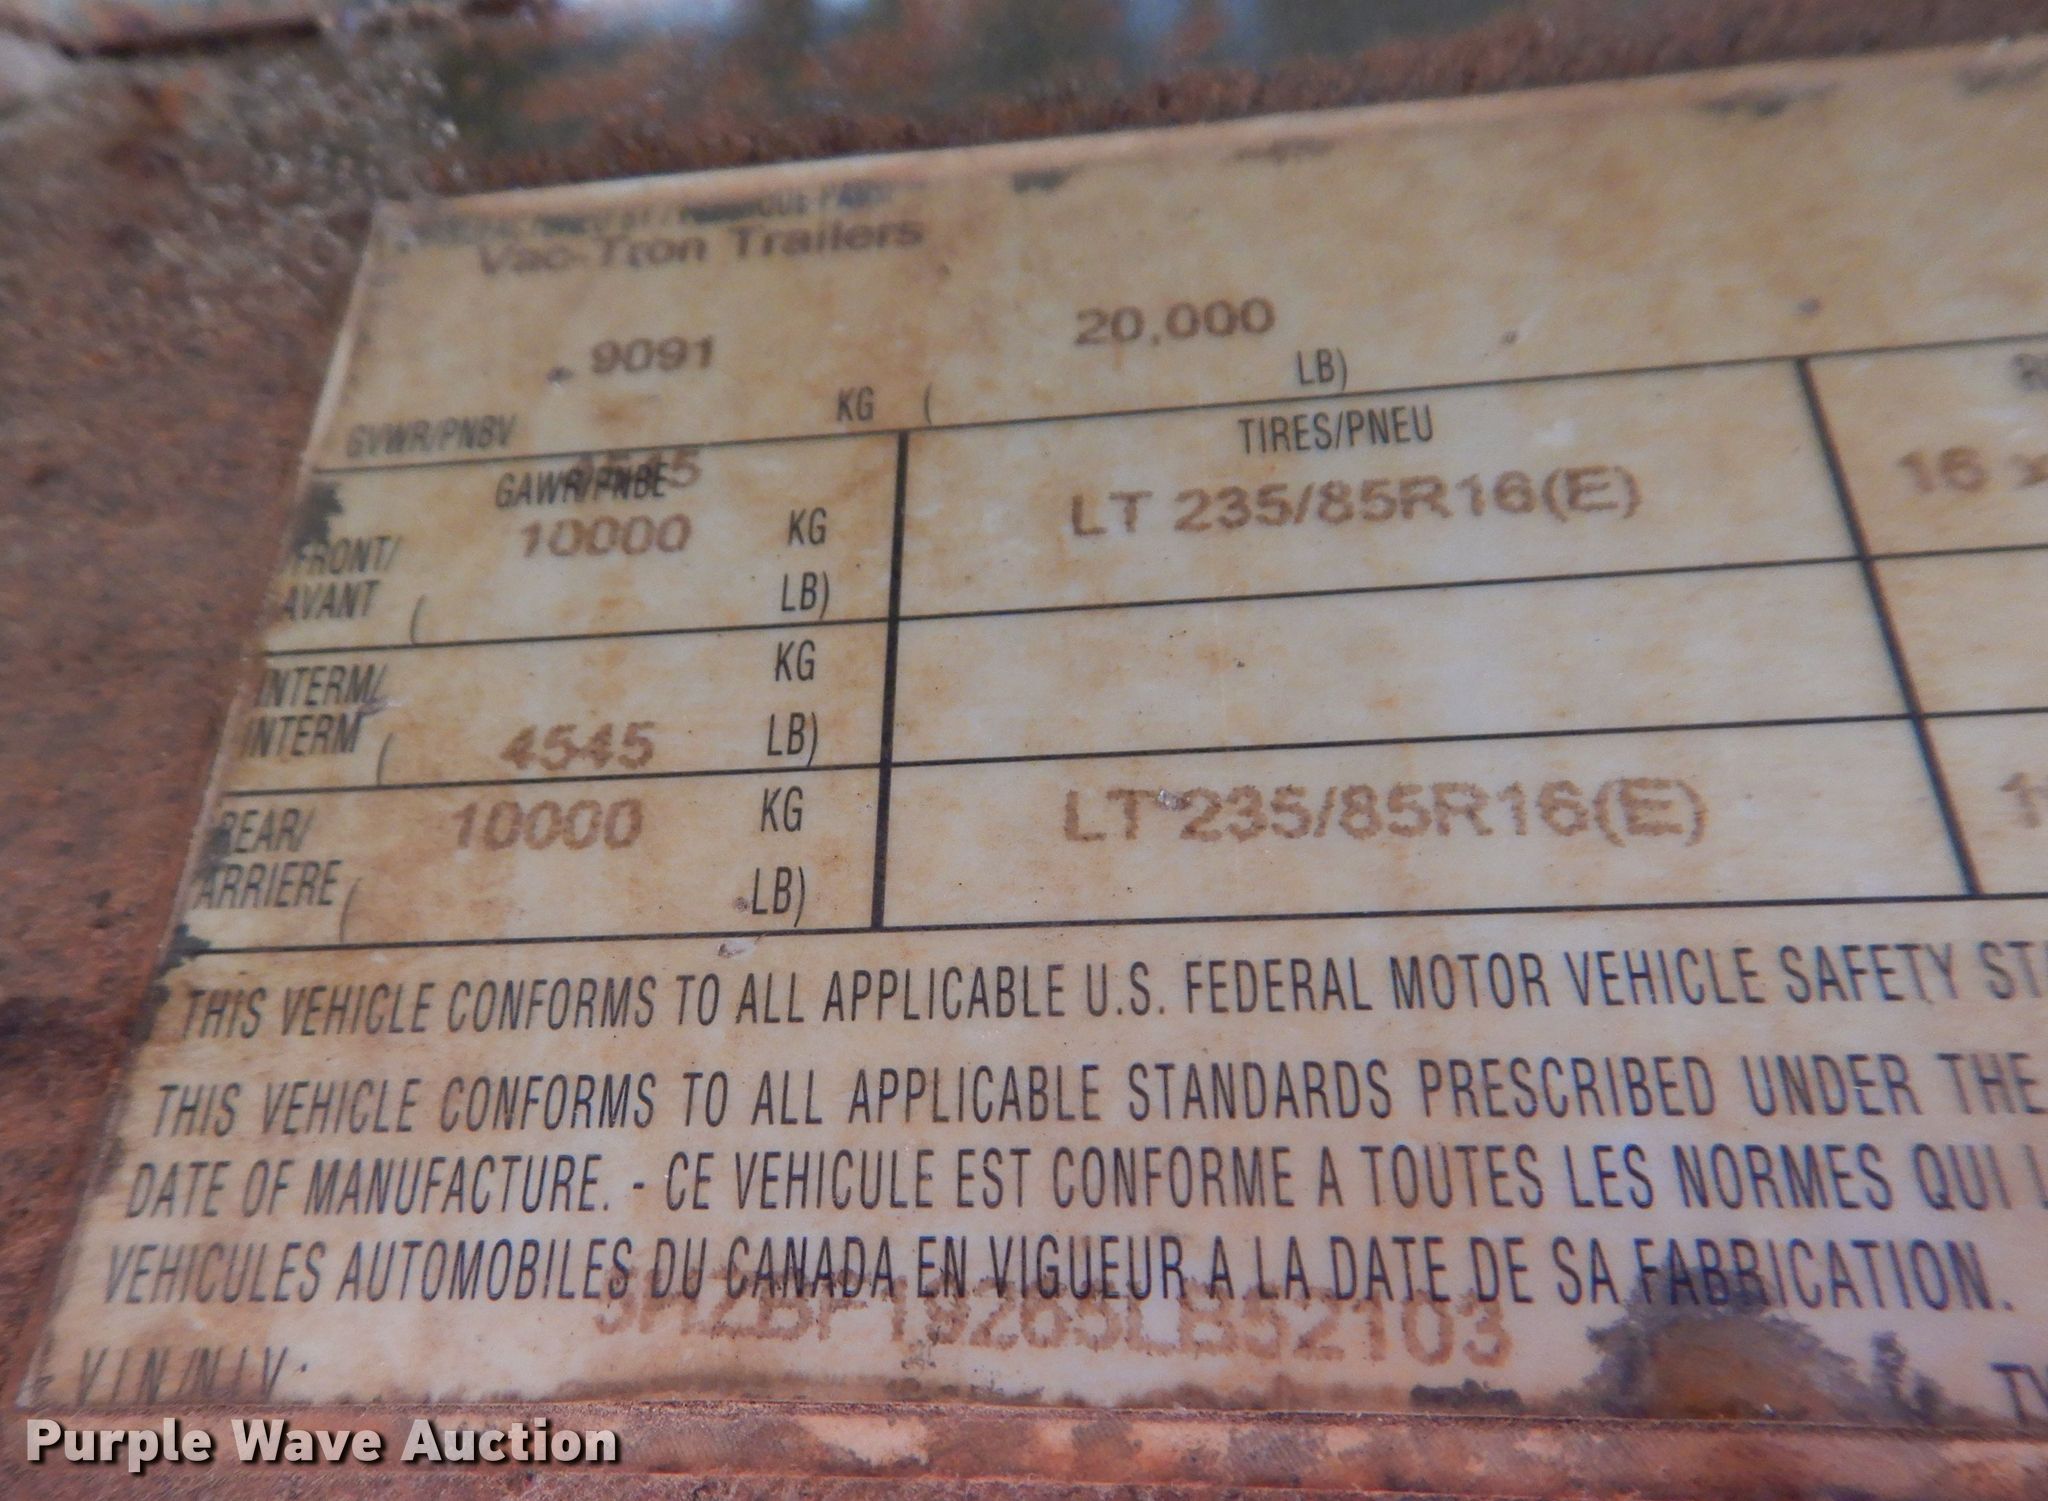 Vac-Tron Trailers
9091 20,000
GVWR/PNBV KG ( LB)
GAWR/PNBE 4545 TIRES/PNEU
10000 KG LT 235/85R16(E) 16 x
FRONT/
AVANT ( LB)
INTERM/ KG
INTERM ( 4545 LB)
REAR/ 10000 KG LT 235/85R16(E)
ARRIERE ( LB)
THIS VEHICLE CONFORMS TO ALL APPLICABLE U.S. FEDERAL MOTOR VEHICLE SAFETY
THIS VEHICLE CONFORMS TO ALL APPLICABLE STANDARDS PRESCRIBED UNDER THE
DATE OF MANUFACTURE. - CE VEHICULE EST CONFORME A TOUTES LES NORMES QUI
VEHICULES AUTOMOBILES DU CANADA EN VIGUEUR A LA DATE DE SA FABRICATION.
V.I.N./N.I.V.:
Purple Wave Auction